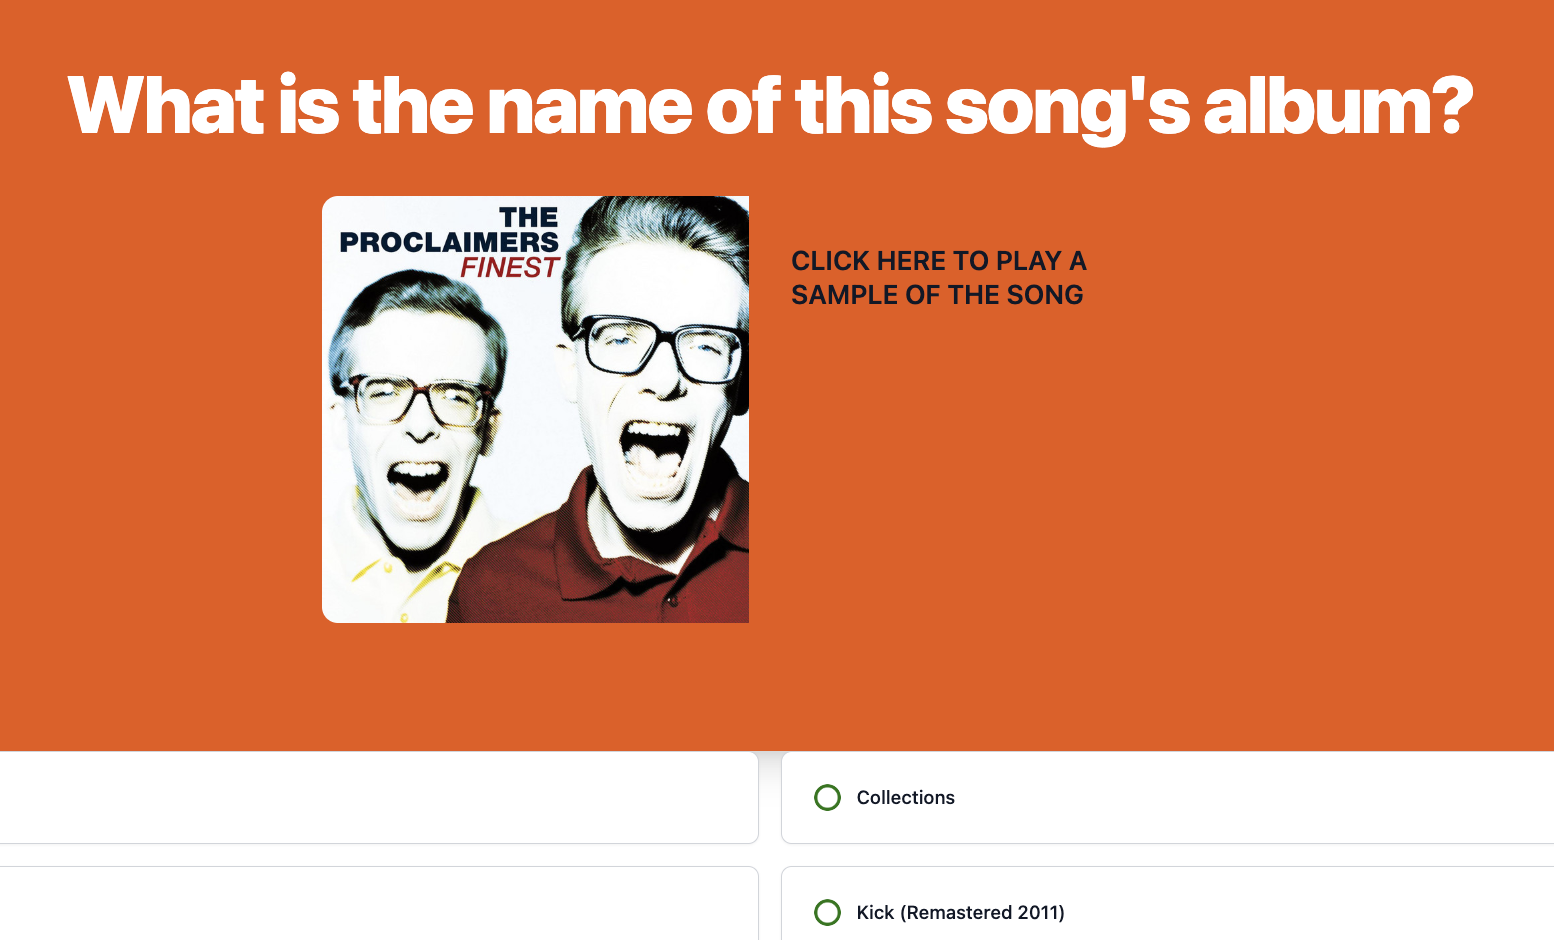 What is the name of this song's album?
THE
PROCLAIMERS
FINEST
CLICK HERE TO PLAY A
SAMPLE OF THE SONG
Collections
Kick (Remastered 2011)